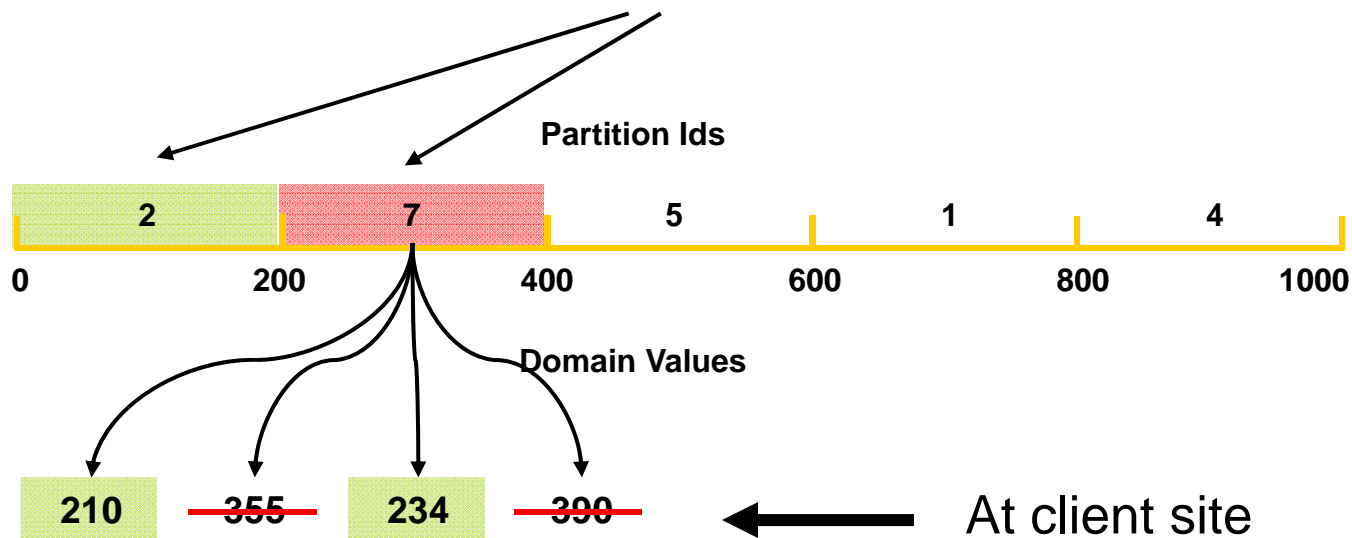 Partition Ids
2 7 5 1 4
0 200 400 600 800 1000
Domain Values
210 355 234 390 At client site